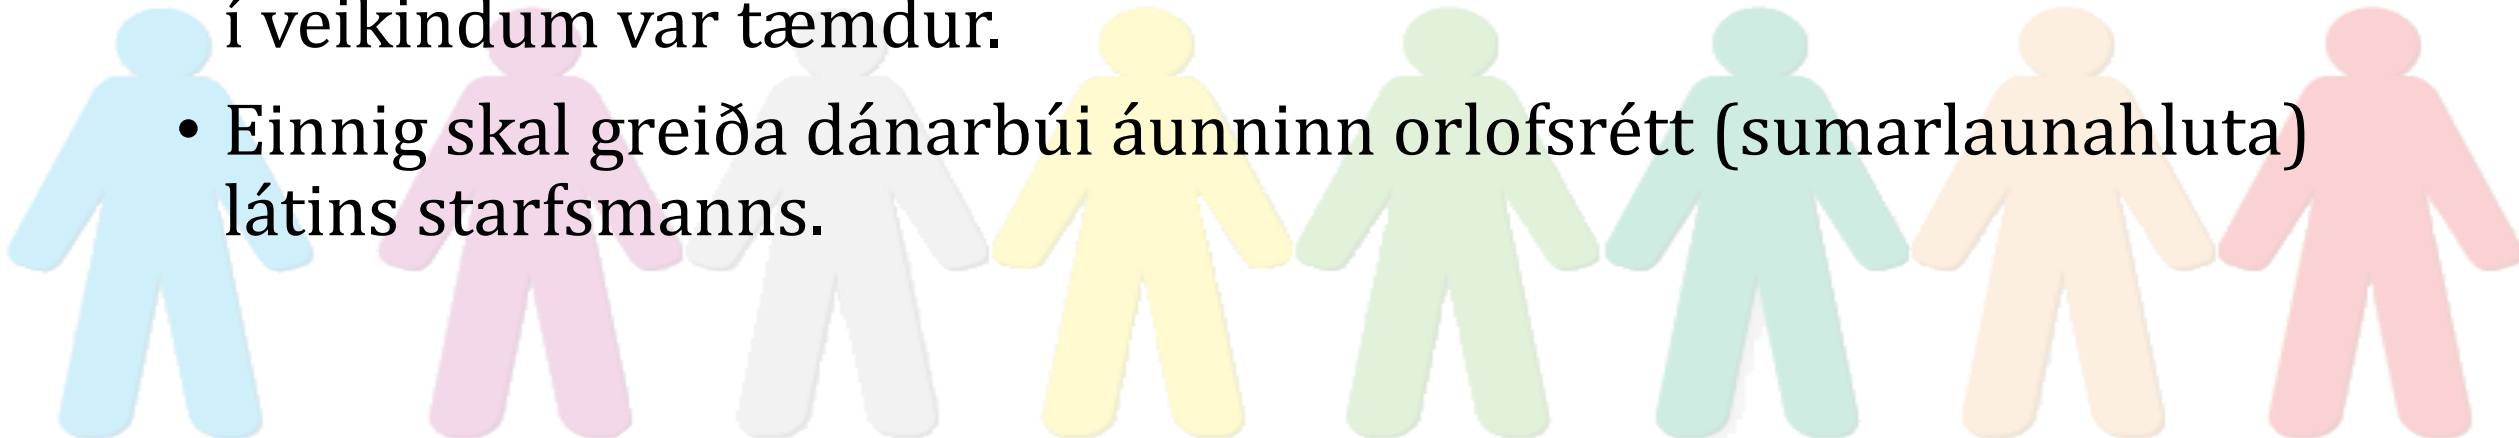 í veikindum var tæmdur.
• Einnig skal greiða dánarbúi áunninn orlofsrétt (sumarlaunahluta)
látins starfsmanns.